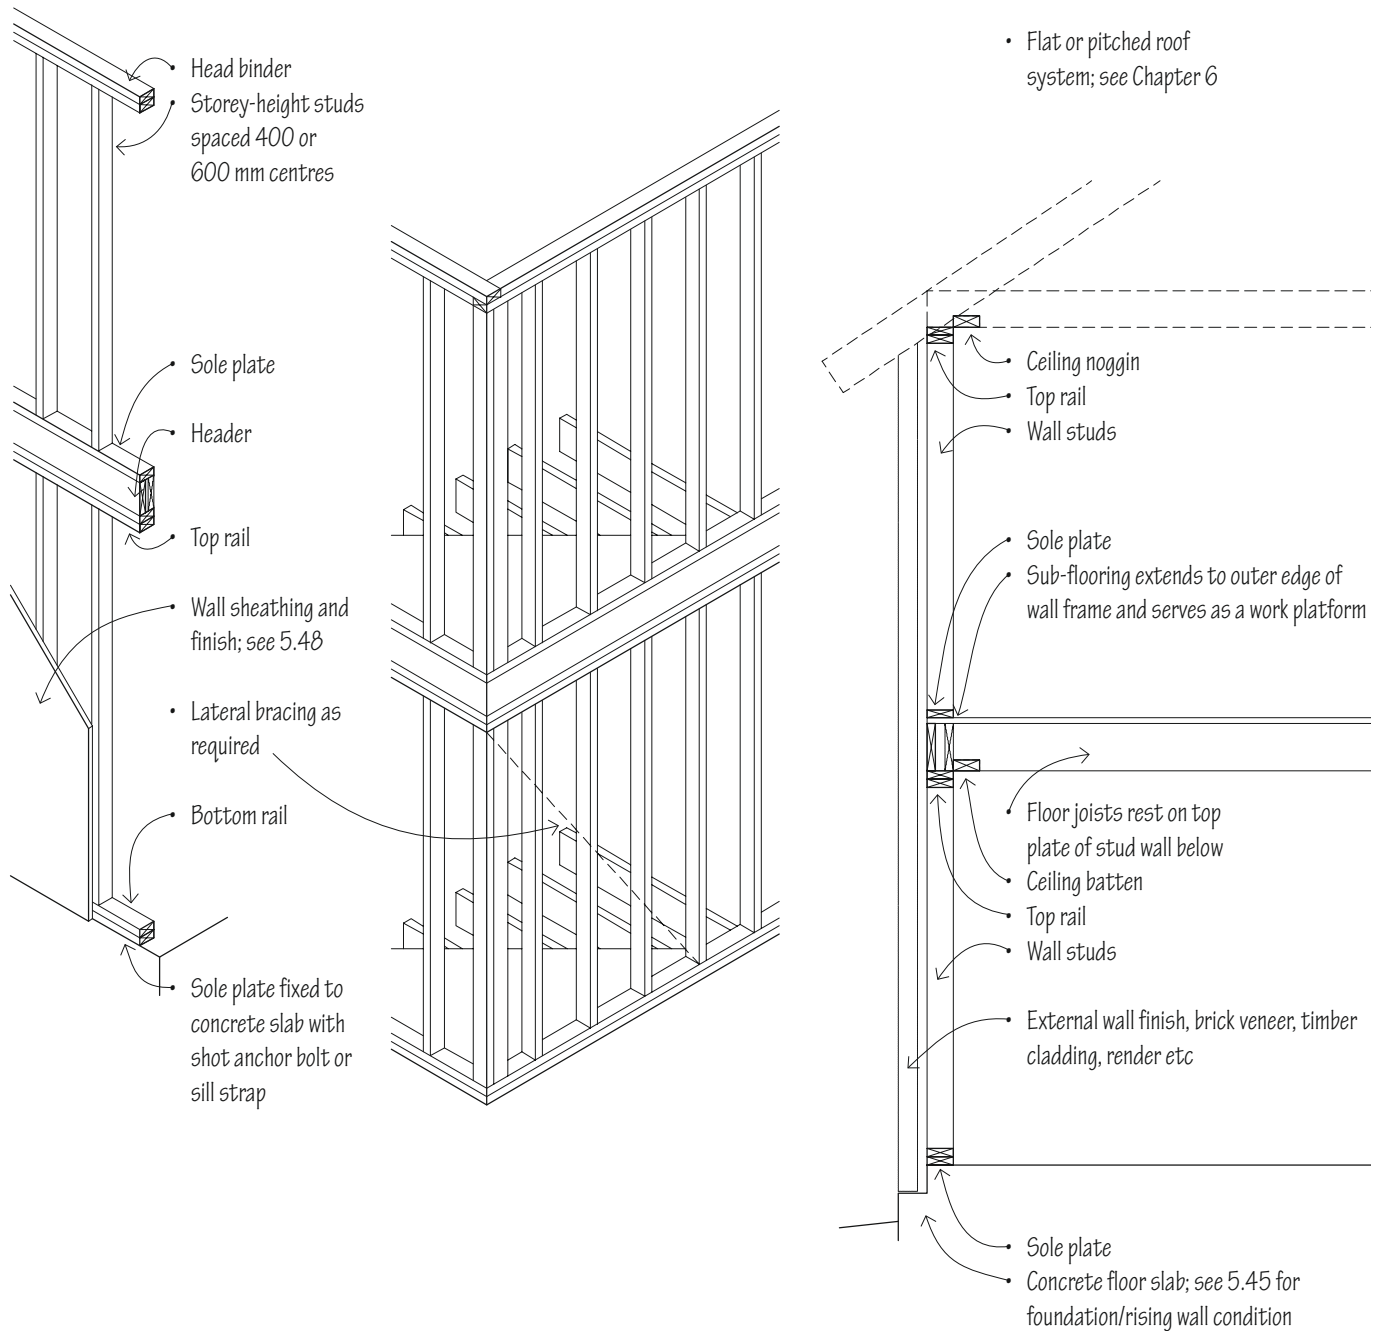 • Head binder
• Storey-height studs
spaced 400 or
600 mm centres
• Sole plate
• Header
• Top rail
• Wall sheathing and
finish; see 5.48
• Lateral bracing as
required
• Bottom rail
• Sole plate fixed to
concrete slab with
shot anchor bolt or
sill strap
• Flat or pitched roof
system; see Chapter 6
• Ceiling noggin
• Top rail
• Wall studs
• Sole plate
• Sub-flooring extends to outer edge of
wall frame and serves as a work platform
• Floor joists rest on top
plate of stud wall below
• Ceiling batten
• Top rail
• Wall studs
• External wall finish, brick veneer, timber
cladding, render etc
• Sole plate
• Concrete floor slab; see 5.45 for
foundation/rising wall condition